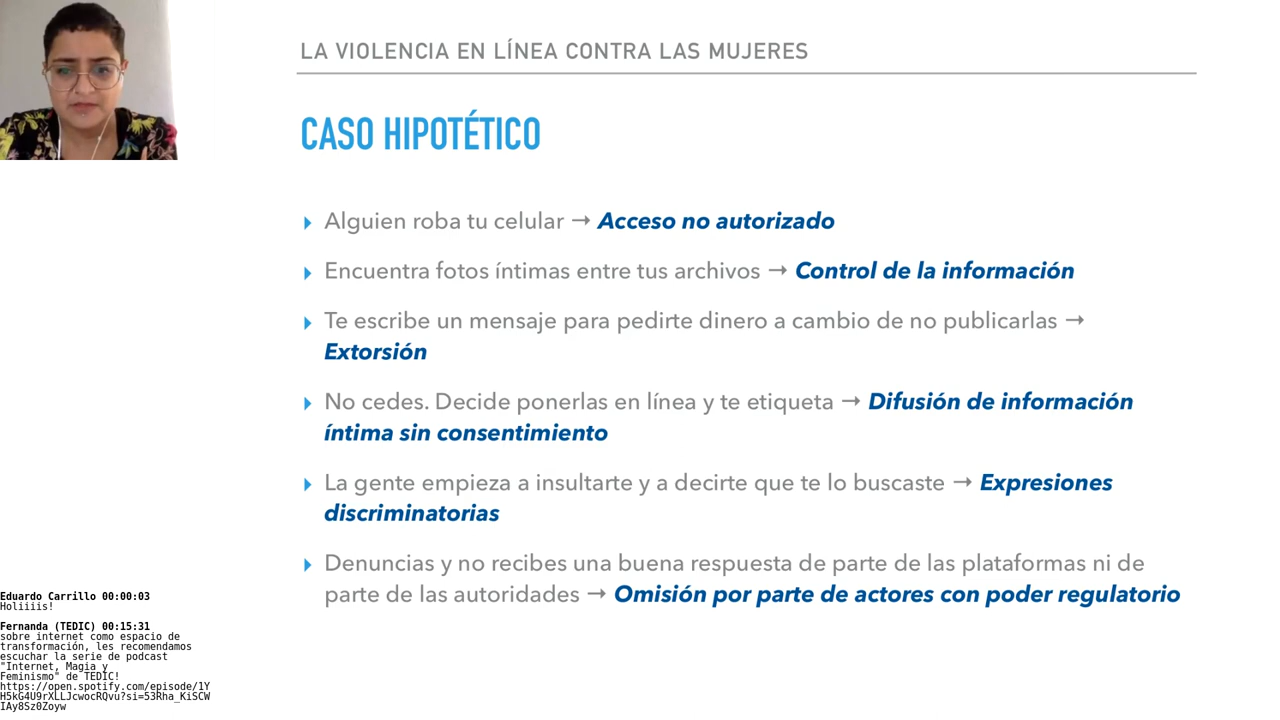 LA VIOLENCIA EN LÍNEA CONTRA LAS MUJERES
CASO HIPOTÉTICO
Alguien roba tu celular → Acceso no autorizado
Encuentra fotos íntimas entre tus archivos → Control de la información
Te escribe un mensaje para pedirte dinero a cambio de no publicarlas →
Extorsión
No cedes. Decide ponerlas en línea y te etiqueta → Difusión de información
íntima sin consentimiento
La gente empieza a insultarte y a decirte que te lo buscaste → Expresiones
discriminatorias
Denuncias y no recibes una buena respuesta de parte de las plataformas ni de
parte de las autoridades → Omisión por parte de actores con poder regulatorio
Eduardo Carrillo 00:00:03
Holiiiis!
Fernanda (TEDIC) 00:15:31
sobre internet como espacio de
transformación, les recomendamos
escuchar la serie de podcast
"Internet, Magia y
Feminismo" de TEDIC!
https://open.spotify.com/episode/1Y
H5kG4U9rXLLJcwocRQvu?si=53Rha_KiSCW
IAy8Sz0Zoyw